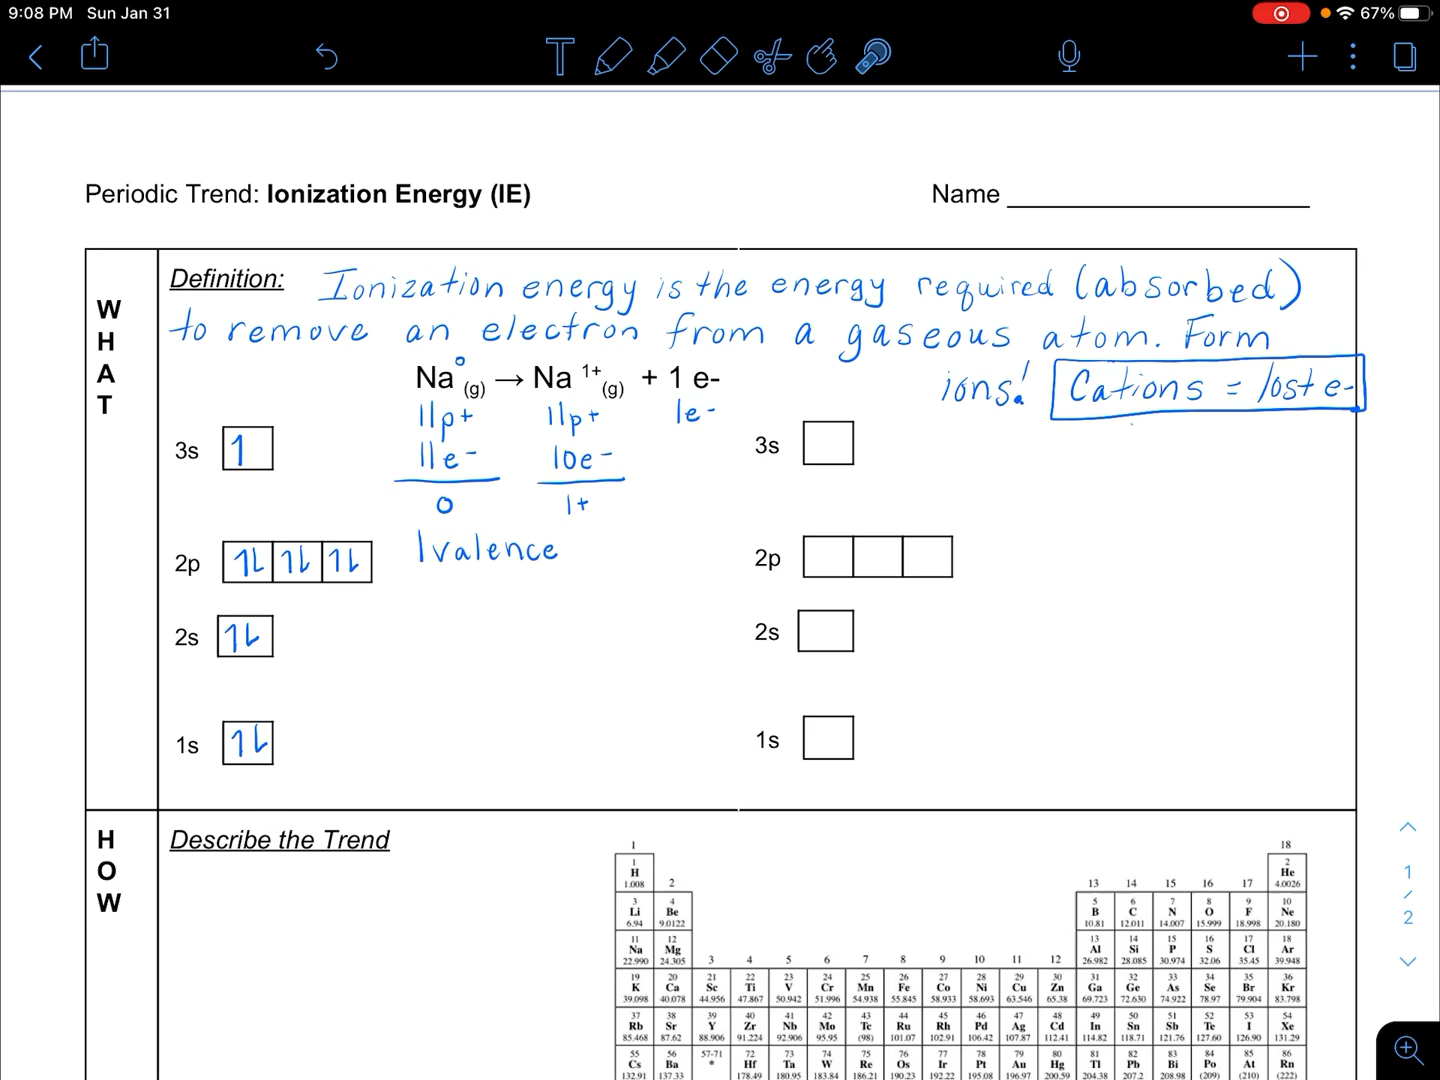 9:08 PM Sun Jan 31
67%
Periodic Trend: Ionization Energy (IE)
Name
WHAT
Definition: Ionization energy is the energy required (absorbed)
to remove an electron from a gaseous atom. Form
ions! Cations = lost e-
Na⁰(g) → Na 1+(g) + 1 e-
11p+ 11p+ 1e-
11e- 10e-
0 1+
1 valence
3s 1
2p 1L 1L 1L
2s 1L
1s 1L
3s
2p
2s
1s
HOW
Describe the Trend
1 18
1 2
H 2 He
1.008 13 14 15 16 17 4.0026
3 4 5 6 7 8 9 10
Li Be B C N O F Ne
6.94 9.0122 10.81 12.011 14.007 15.999 18.998 20.180
11 12 13 14 15 16 17 18
Na Mg Al Si P S Cl Ar
22.990 24.305 3 4 5 6 7 8 9 10 11 12 26.982 28.085 30.974 32.06 35.45 39.948
19 20 21 22 23 24 25 26 27 28 29 30 31 32 33 34 35 36
K Ca Sc Ti V Cr Mn Fe Co Ni Cu Zn Ga Ge As Se Br Kr
39.098 40.078 44.956 47.867 50.942 51.996 54.938 55.845 58.933 58.693 63.546 65.38 69.723 72.630 74.922 78.97 79.904 83.798
37 38 39 40 41 42 43 44 45 46 47 48 49 50 51 52 53 54
Rb Sr Y Zr Nb Mo Tc Ru Rh Pd Ag Cd In Sn Sb Te I Xe
85.468 87.62 88.906 91.224 92.906 95.95 (98) 101.07 102.91 106.42 107.87 112.41 114.82 118.71 121.76 127.60 126.90 131.29
55 56 57-71 72 73 74 75 76 77 78 79 80 81 82 83 84 85 86
Cs Ba * Hf Ta W Re Os Ir Pt Au Hg Tl Pb Bi Po At Rn
132.91 137.33 178.49 180.95 183.84 186.21 190.23 192.22 195.08 196.97 200.59 204.38 207.2 208.98 (209) (210) (222)
1
/
2